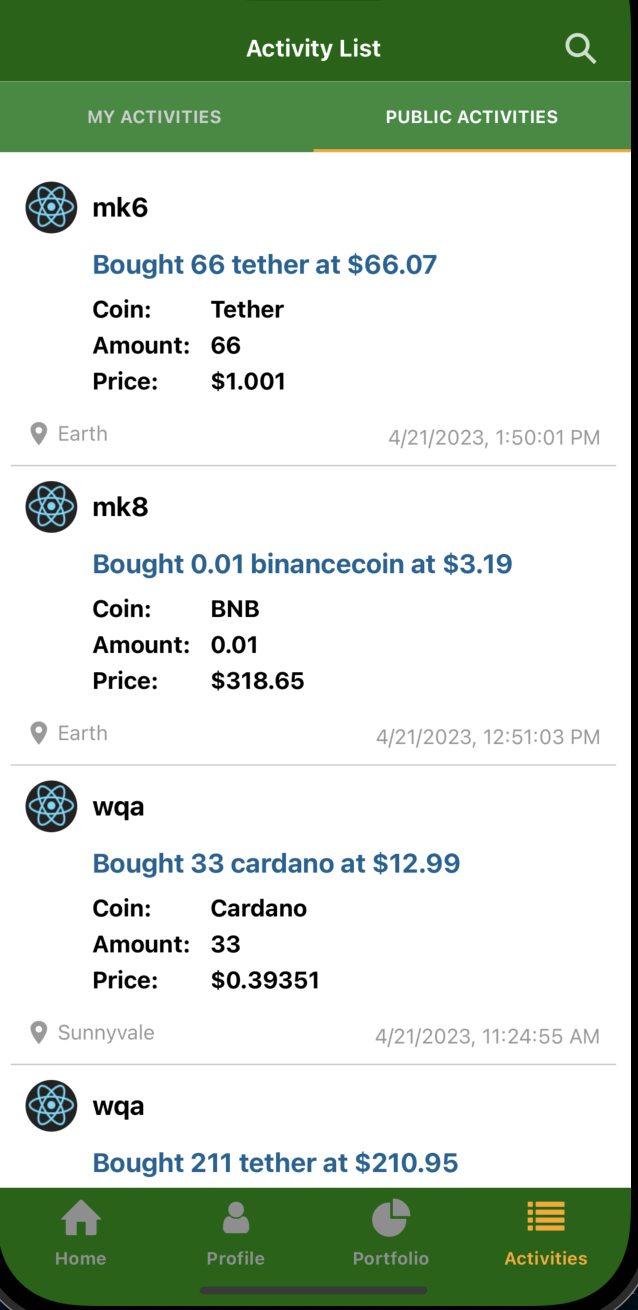 Activity List
MY ACTIVITIES
PUBLIC ACTIVITIES
mk6
Bought 66 tether at $66.07
Coin: Tether
Amount: 66
Price: $1.001
Earth
4/21/2023, 1:50:01 PM
mk8
Bought 0.01 binancecoin at $3.19
Coin: BNB
Amount: 0.01
Price: $318.65
Earth
4/21/2023, 12:51:03 PM
wqa
Bought 33 cardano at $12.99
Coin: Cardano
Amount: 33
Price: $0.39351
Sunnyvale
4/21/2023, 11:24:55 AM
wqa
Bought 211 tether at $210.95
Home
Profile
Portfolio
Activities